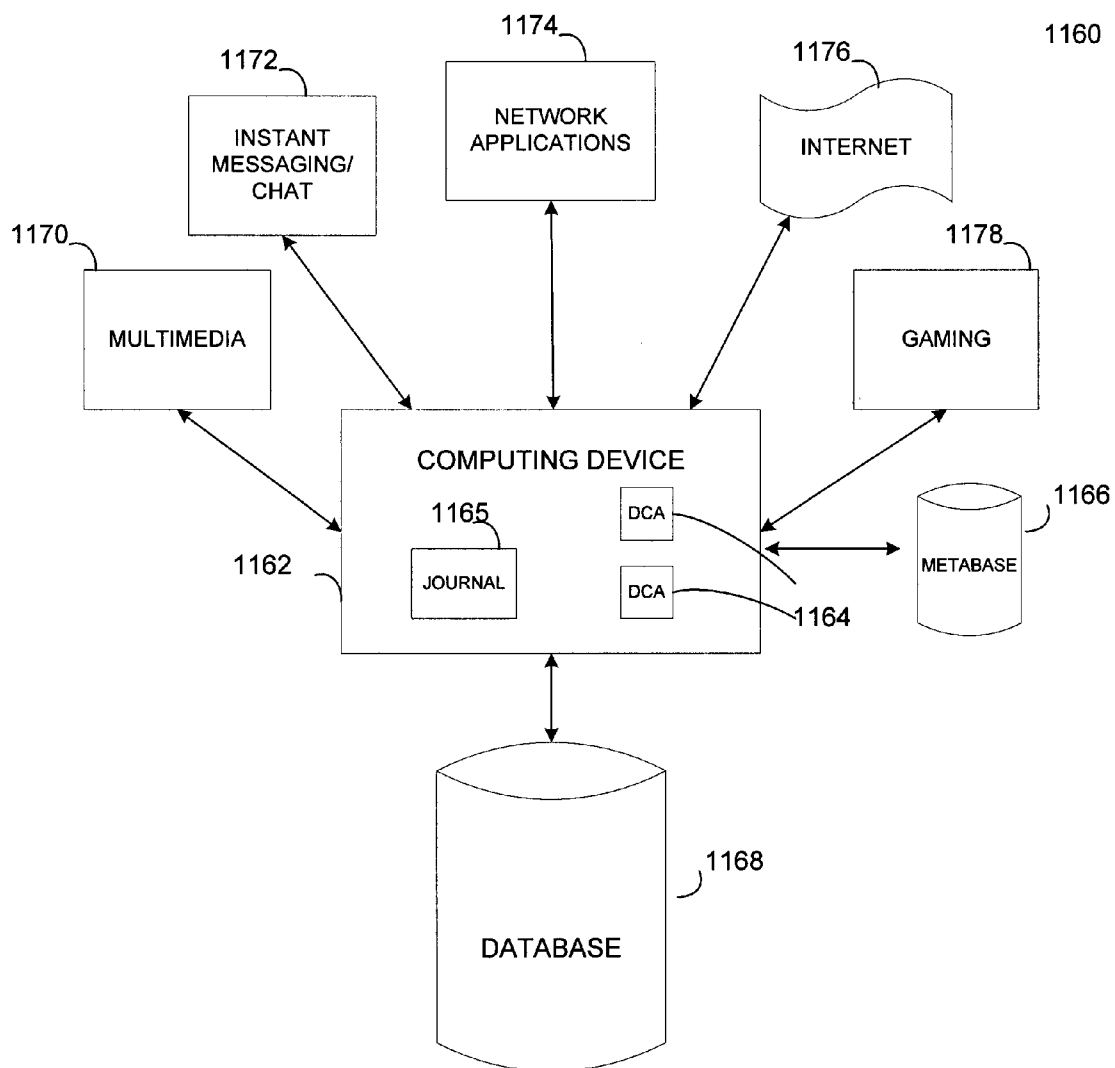 1160
1174
1172
1176
NETWORK
APPLICATIONS
INSTANT
MESSAGING/
CHAT
INTERNET
1170
1178
MULTIMEDIA
GAMING
COMPUTING DEVICE
1165
DCA
1166
1162
JOURNAL
METABASE
DCA
1164
1168
DATABASE